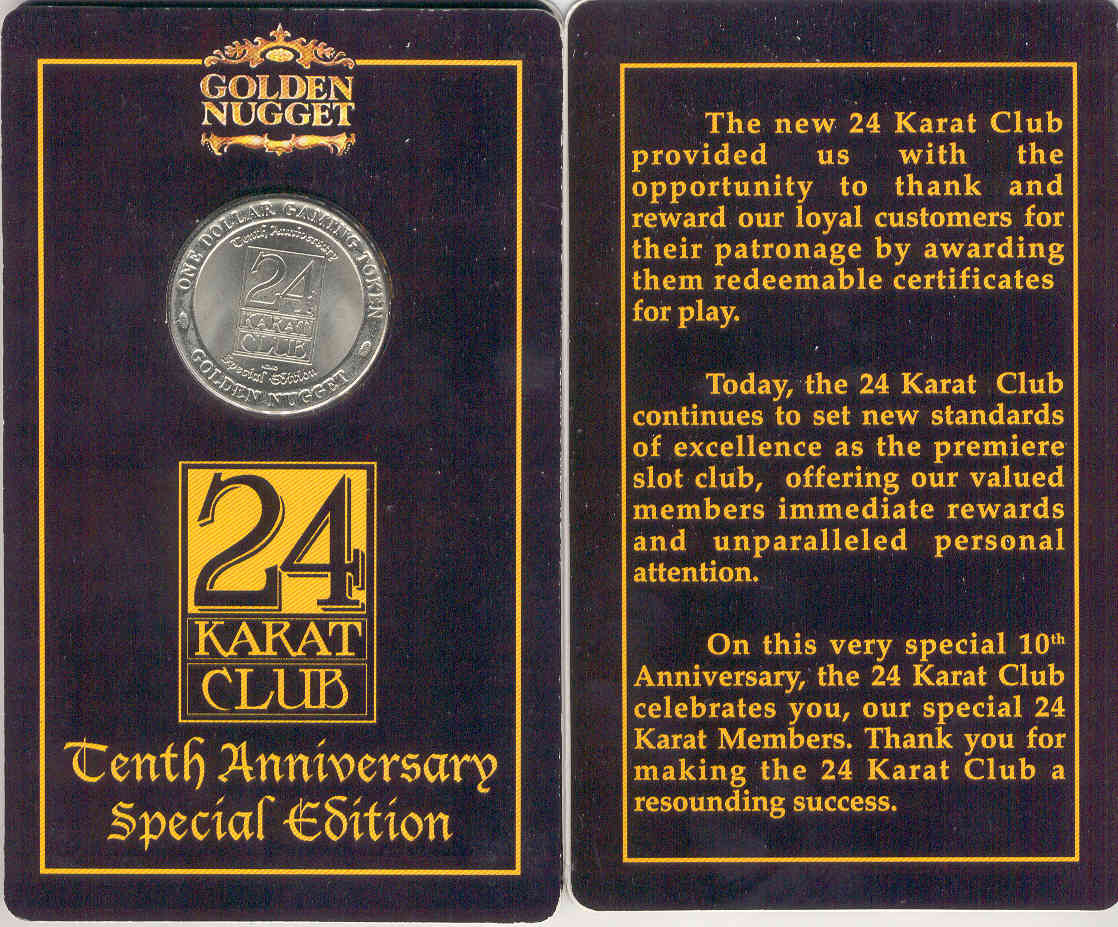 GOLDEN
NUGGET
ONE DOLLAR GAMING TOKEN
Tenth Anniversary
24
KARAT
CLUB
Special Edition
GOLDEN NUGGET
24
KARAT
CLUB
Tenth Anniversary
Special Edition
The new 24 Karat Club
provided us with the
opportunity to thank and
reward our loyal customers for
their patronage by awarding
them redeemable certificates
for play.
Today, the 24 Karat Club
continues to set new standards
of excellence as the premiere
slot club, offering our valued
members immediate rewards
and unparalleled personal
attention.
On this very special 10th
Anniversary, the 24 Karat Club
celebrates you, our special 24
Karat Members. Thank you for
making the 24 Karat Club a
resounding success.